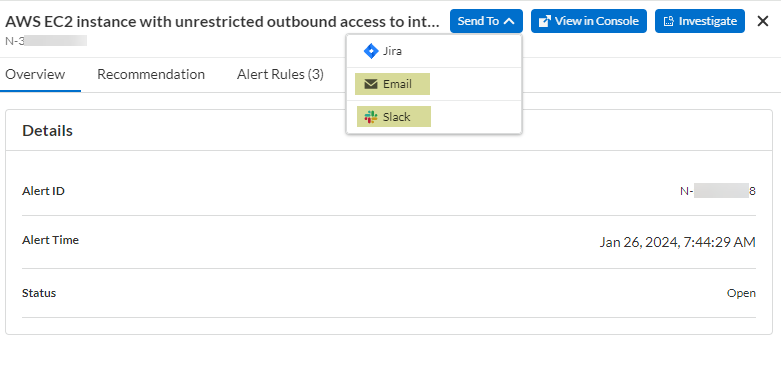 AWS EC2 instance with unrestricted outbound access to int...
Send To
View in Console
Investigate
N-3
Jira
Email
Slack
Overview
Recommendation
Alert Rules (3)
Details
Alert ID
N- 8
Alert Time
Jan 26, 2024, 7:44:29 AM
Status
Open